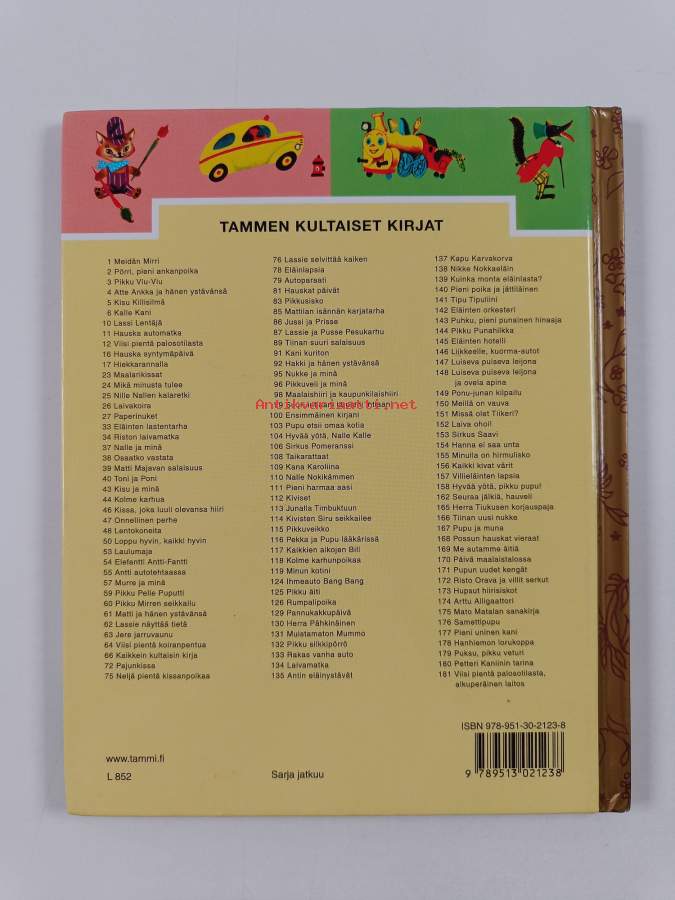 TAMMEN KULTAISET KIRJAT
1 Meidän Mirri
2 Pörri, pieni ankanpoika
3 Pikku Viu-Viu
4 Atte Ankka ja hänen ystävänsä
5 Kisu Killisilmä
6 Kalle Kani
10 Lassi Lentäjä
11 Hauska automatka
12 Viisi pientä palosotilasta
16 Hauska syntymäpäivä
17 Hiekkarannalla
23 Maalarikissat
24 Mikä minusta tulee
25 Nille Nallen kalaretki
26 Laivakoira
27 Paperinuket
33 Eläinten lastentarha
34 Riston laivamatka
37 Nalle ja minä
38 Osaatko vastata
39 Matti Majavan salaisuus
40 Toni ja Poni
43 Kisu ja minä
44 Kolme karhua
46 Kissa, joka luuli olevansa hiiri
47 Onnellinen perhe
48 Lentokoneita
50 Loppu hyvin, kaikki hyvin
53 Laulumaja
54 Elefantti Antti-Fantti
55 Antti autotehtaassa
57 Murre ja minä
59 Pikku Pelle Puputti
60 Pikku Mirren seikkailu
61 Matti ja hänen ystävänsä
62 Lassie näyttää tietä
63 Jere jarruvaunu
64 Viisi pientä koiranpentua
66 Kaikkein kultaisin kirja
72 Pajunkissa
75 Neljä pientä kissanpoikaa
76 Lassie selvittää kaiken
78 Eläinlapsia
79 Autoparaati
81 Hauskat päivät
83 Pikkusisko
85 Mattilan isännän karjatarha
86 Jussi ja Prisse
87 Lassie ja Pusse Pesukarhu
89 Tiinan suuri salaisuus
91 Kani kuriton
92 Hakki ja hänen ystävänsä
95 Nukke ja minä
96 Pikkuveli ja minä
98 Maalaishiiri ja kaupunkilaishiiri
Antikvariaatti.net
100 Ensimmäinen kirjani
103 Pupu etsii omaa kotia
104 Hyvää yötä, Nalle Kalle
106 Sirkus Pomeranssi
108 Taikarattaat
109 Kana Karoliina
110 Nalle Nokikämmen
111 Pieni harmaa aasi
112 Kiviset
113 Junalla Timbuktuun
114 Kivisten Siru seikkailee
115 Pikkuveikko
116 Pekka ja Pupu lääkärissä
117 Kaikkien aikojen Bili
118 Kolme karhunpoikaa
119 Minun kotini
124 Ihmeauto Bang Bang
125 Pikku äiti
126 Rumpalipoika
129 Pannukakkupäivä
130 Herra Pähkinäinen
131 Muistamaton Mummo
132 Pikku silkkipörrö
133 Rakas vanha auto
134 Laivamatka
135 Antin eläinystävät
137 Kapu Karvakorva
138 Nikke Nokkaeläin
139 Kuinka monta eläinlasta?
140 Pieni poika ja jättiläinen
141 Tipu Tipuliini
142 Eläinten orkesteri
143 Puhku, pieni punainen hinaaja
144 Pikku Punahilkka
145 Eläinten hotelli
146 Liikkeelle, kuorma-autot
147 Luiseva puiseva leijona
148 Luiseva puiseva leijona
ja ovela apina
149 Ponu-junan kilpailu
150 Meillä on vauva
151 Missä olet Tiikeri?
152 Laiva ohoi!
153 Sirkus Saavi
154 Hanna ei saa unta
155 Minulla on hirmulisko
156 Kaikki kivat värit
157 Villieläinten lapsia
158 Hyvää yötä, pikku pupu!
162 Seuraa jälkiä, hauveli
165 Herra Tiukusen korjauspaja
166 Tiinan uusi nukke
167 Pupu ja muna
168 Possun hauskat vieraat
169 Me autamme äitiä
170 Päivä maalaistalossa
171 Pupun uudet kengät
172 Risto Orava ja villit serkut
173 Hupsut hiirisiskot
174 Arttu Alligaattori
175 Mato Matalan sanakirja
176 Samettipupu
177 Pieni uninen kani
178 Hanhiemon lorukoppa
179 Puksu, pikku veturi
180 Petteri Kaniinin tarina
181 Viisi pientä palosotilasta,
alkuperäinen laitos
ISBN 978-951-30-2123-8
9 789513 021238
www.tammi.fi
L 852
Sarja jatkuu